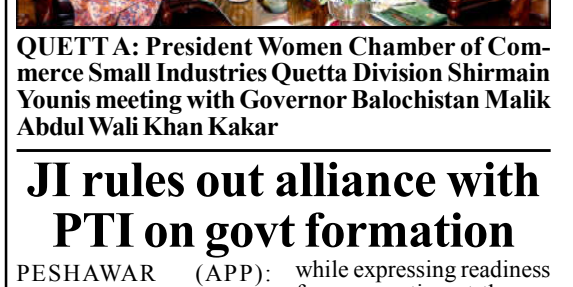 QUETTA: President Women Chamber of Com-
merce Small Industries Quetta Division Shirmain
Younis meeting with Governor Balochistan Malik
Abdul Wali Khan Kakar
JI rules out alliance with
PTI on govt formation
PESHAWAR (APP):
while expressing readiness